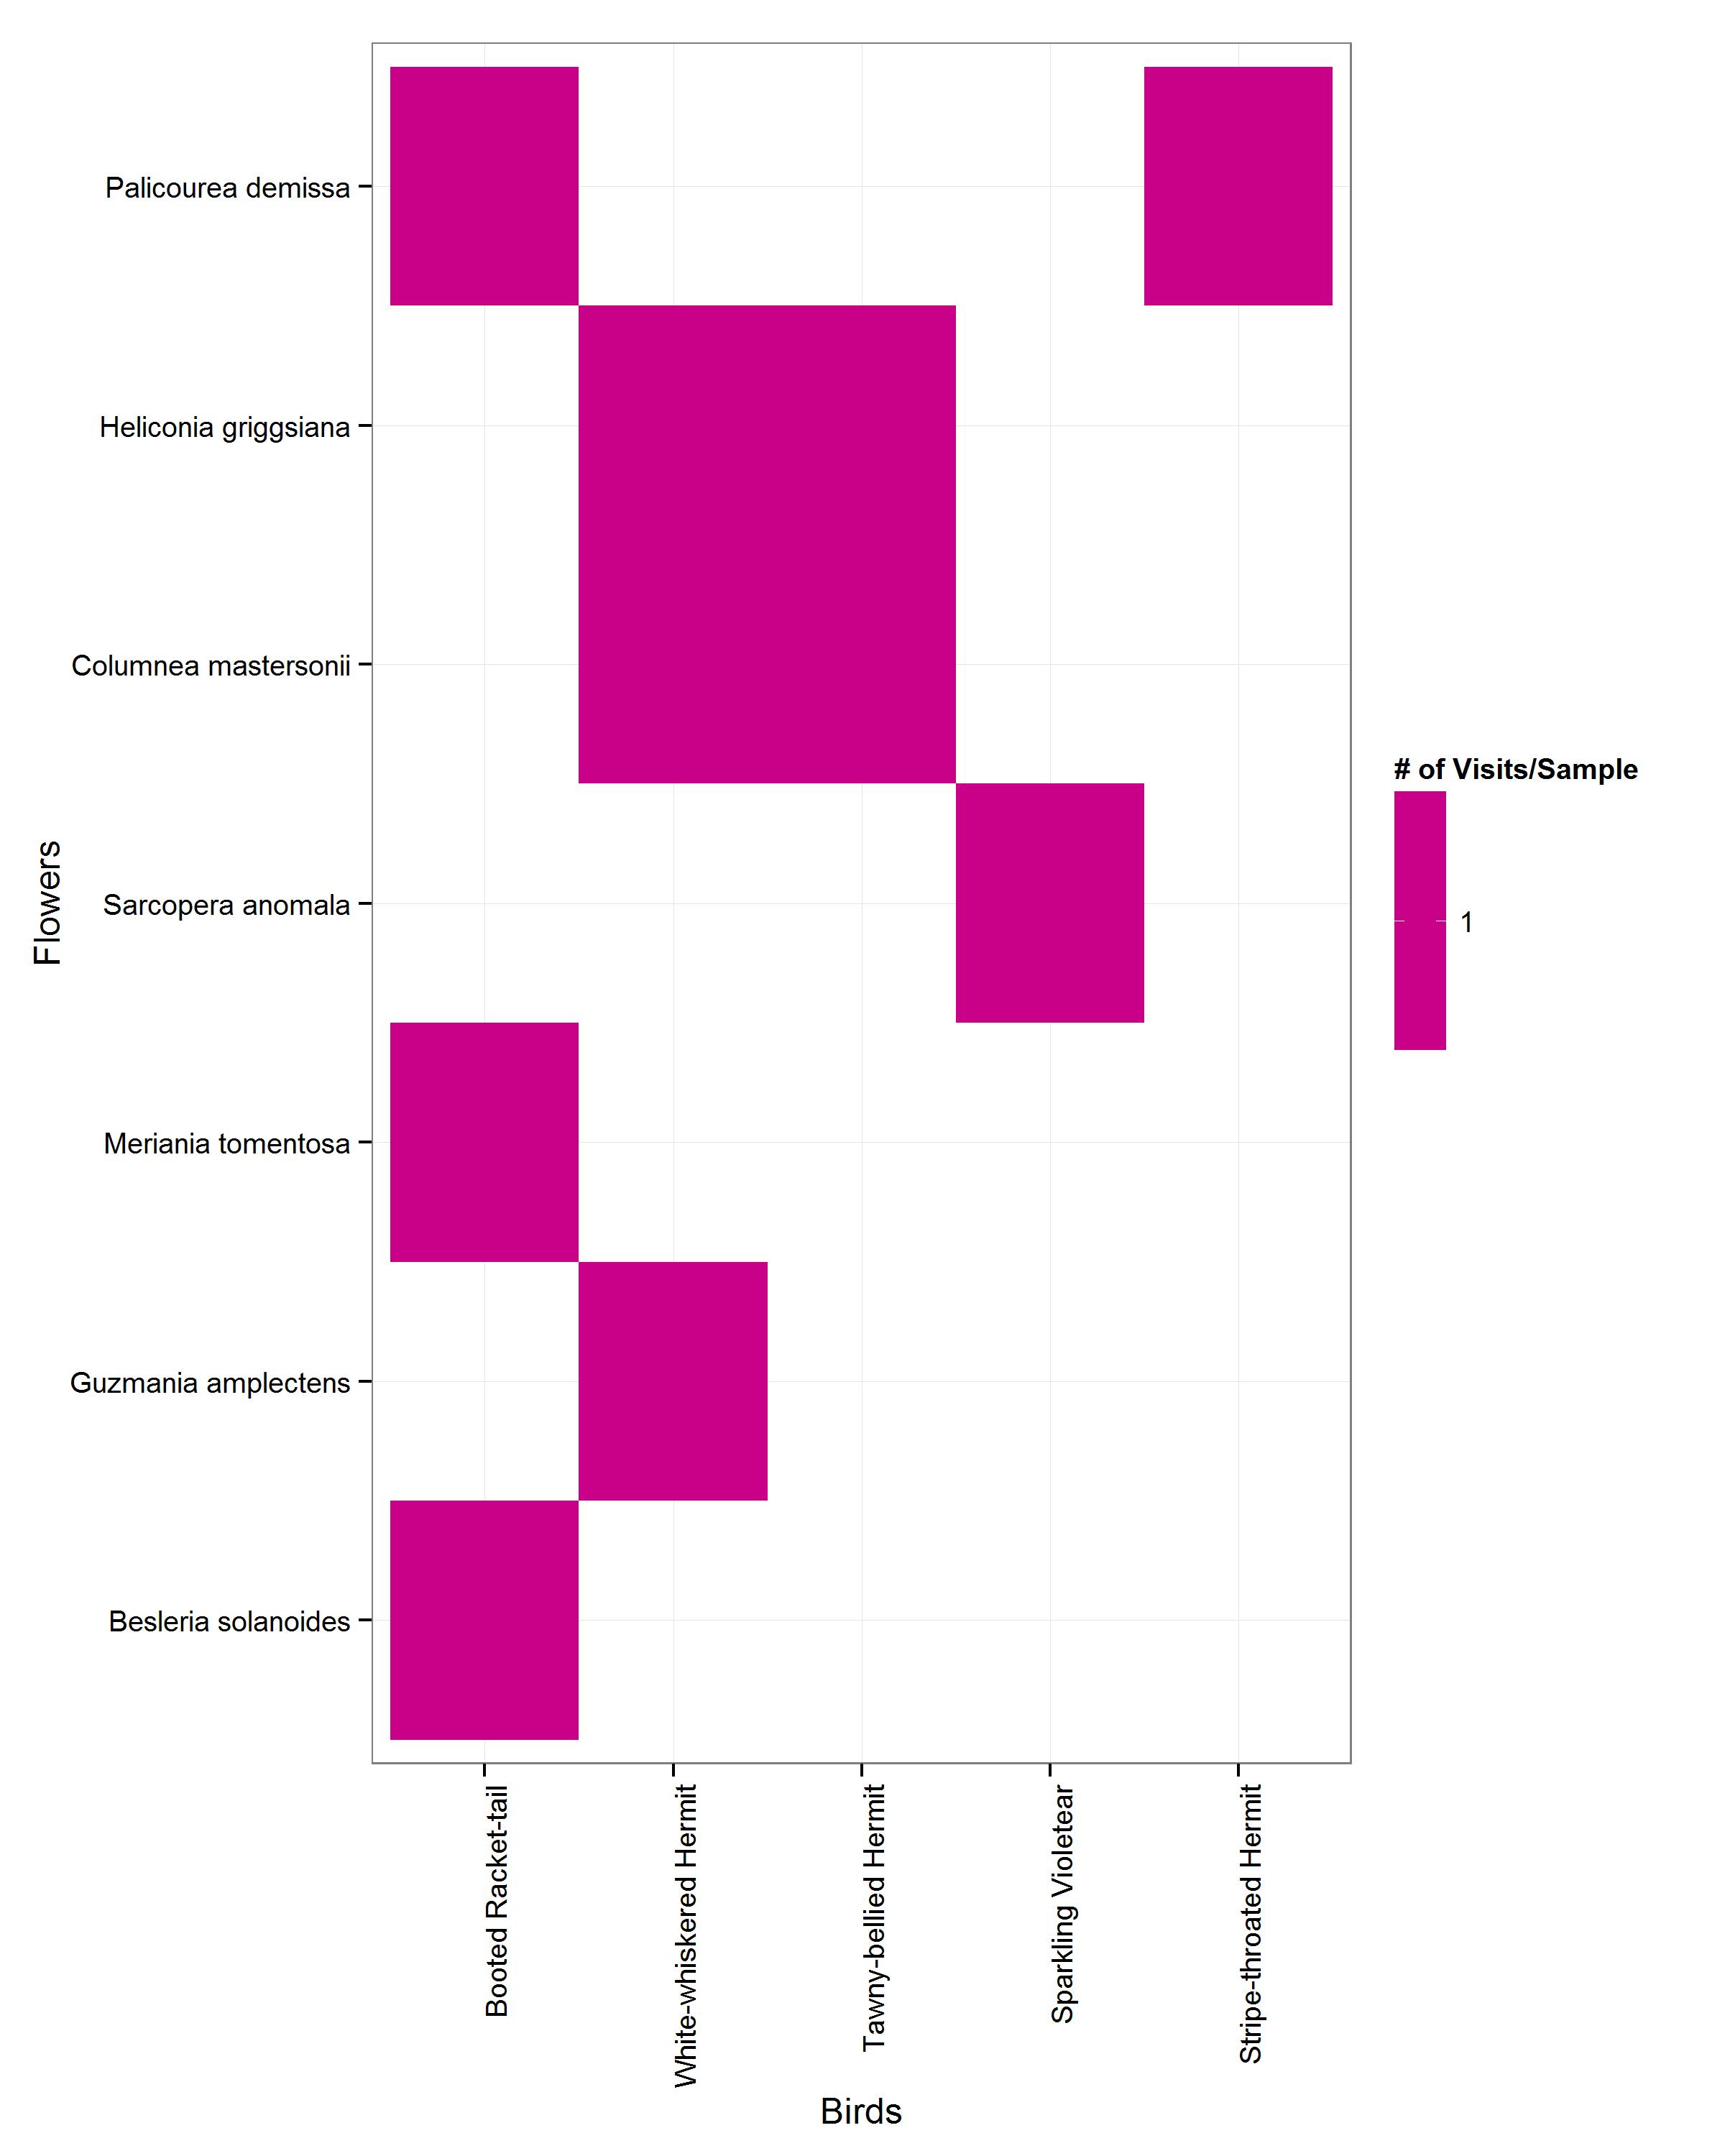 Palicourea demissa
Heliconia griggsiana
Columnea mastersonii
Sarcopera anomala
Meriania tomentosa
Guzmania amplectens
Besleria solanoides
Flowers
# of Visits/Sample
1
Booted Racket-tail
White-whiskered Hermit
Tawny-bellied Hermit
Sparkling Violetear
Stripe-throated Hermit
Birds